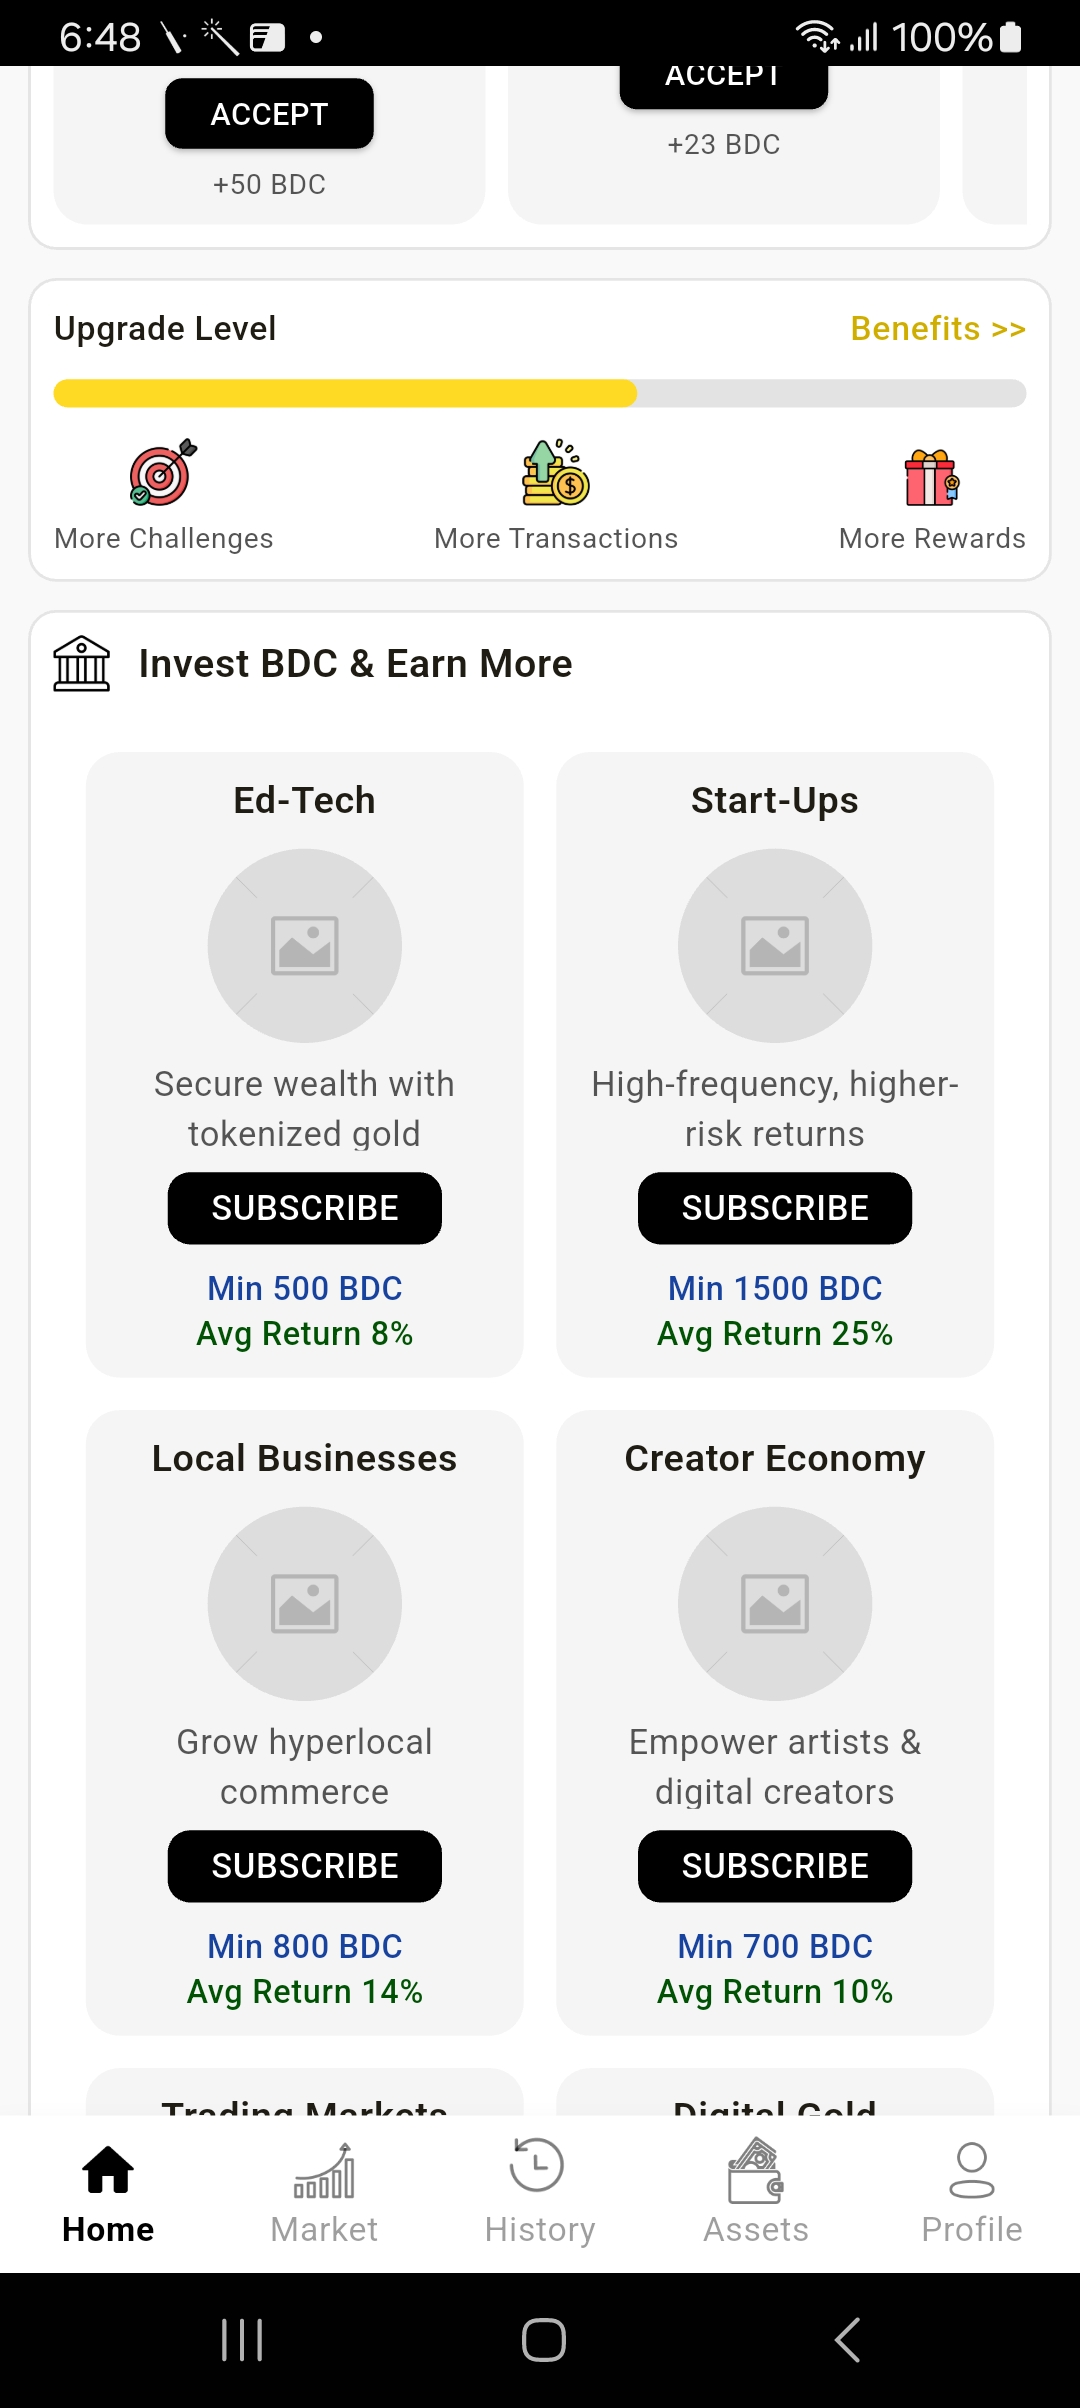 6:48
100%
ACCEPT
+50 BDC
ACCEPT
+23 BDC
Upgrade Level
Benefits >>
More Challenges
More Transactions
More Rewards
Invest BDC & Earn More
Ed-Tech
Secure wealth with
tokenized gold
SUBSCRIBE
Min 500 BDC
Avg Return 8%
Start-Ups
High-frequency, higher-
risk returns
SUBSCRIBE
Min 1500 BDC
Avg Return 25%
Local Businesses
Grow hyperlocal
commerce
SUBSCRIBE
Min 800 BDC
Avg Return 14%
Creator Economy
Empower artists &
digital creators
SUBSCRIBE
Min 700 BDC
Avg Return 10%
Trading Markets
Digital Gold
Home
Market
History
Assets
Profile